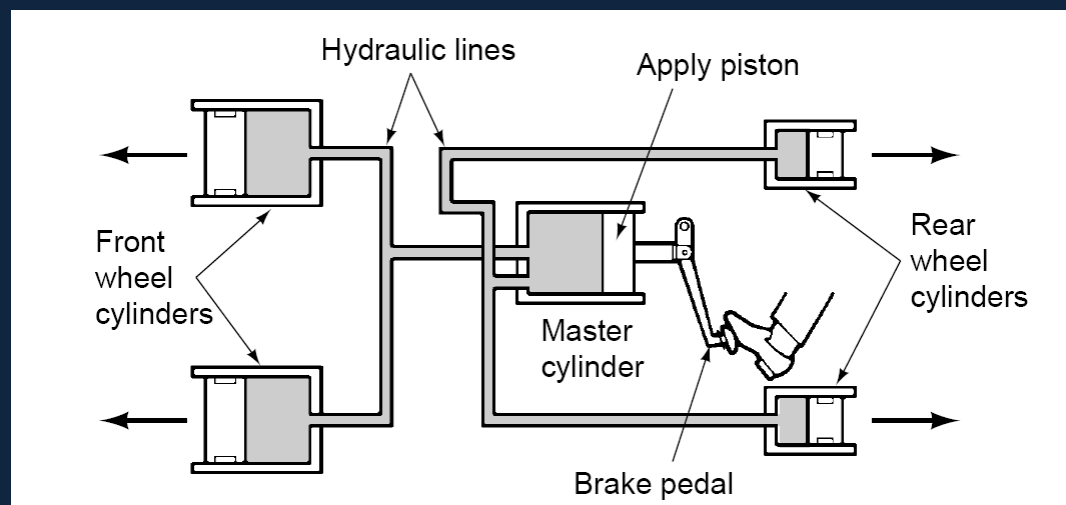 Hydraulic lines
Apply piston
Front
wheel
cylinders
Rear
wheel
cylinders
Master
cylinder
Brake pedal